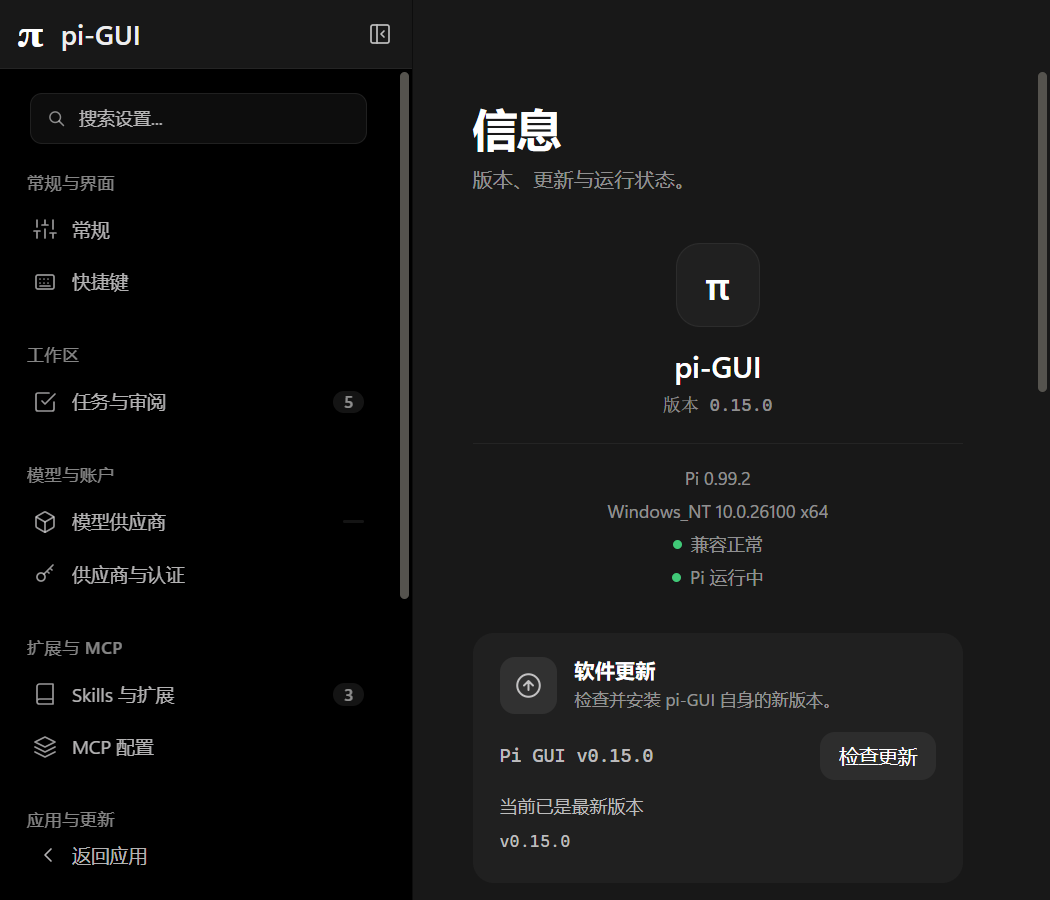 π pi-GUI
搜索设置...
常规与界面
常规
快捷键
工作区
任务与审阅 5
模型与账户
模型供应商
供应商与认证
扩展与 MCP
Skills 与扩展 3
MCP 配置
应用与更新
返回应用
信息
版本、更新与运行状态。
π
pi-GUI
版本 0.15.0
Pi 0.99.2
Windows_NT 10.0.26100 x64
兼容正常
Pi 运行中
软件更新
检查并安装 pi-GUI 自身的新版本。
Pi GUI v0.15.0
检查更新
当前已是最新版本
v0.15.0